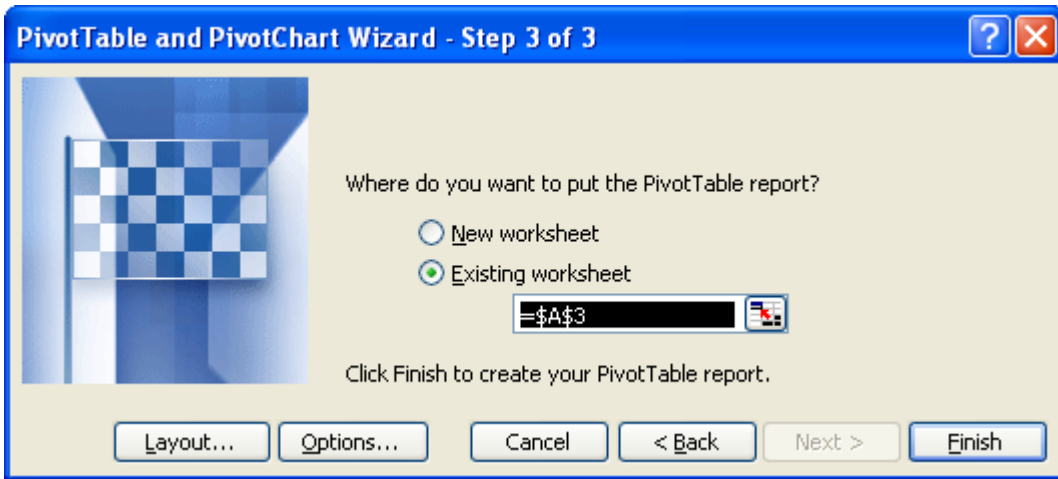 PivotTable and PivotChart Wizard - Step 3 of 3
?
Where do you want to put the PivotTable report?
New worksheet
Existing worksheet
=$A$3
Click Finish to create your PivotTable report.
Layout... Options... Cancel < Back Next > Finish